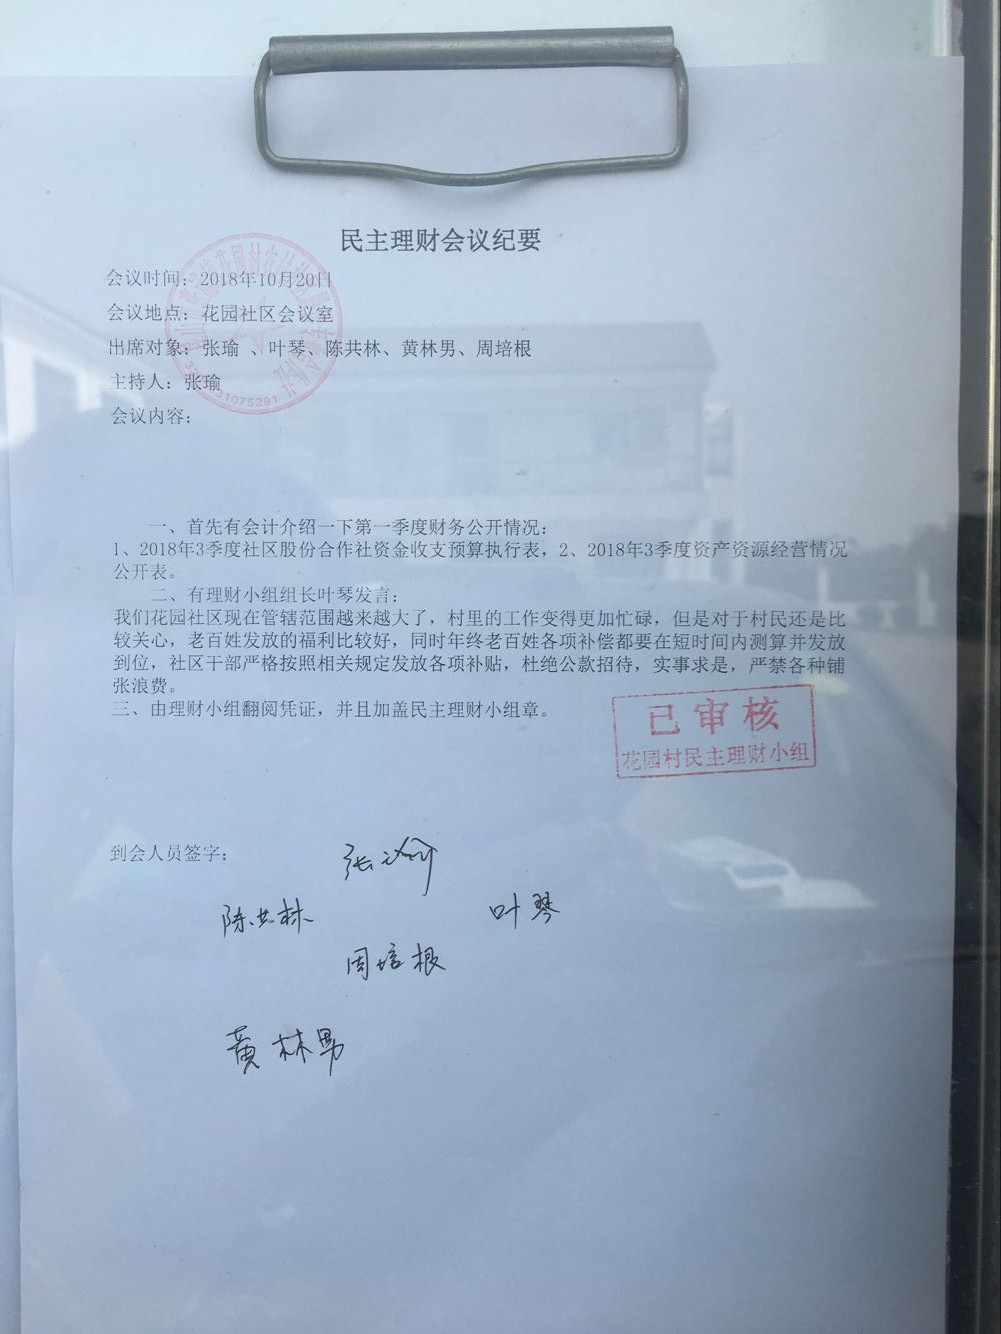 民主理财会议纪要
会议时间：2018年10月20日
会议地点：花园社区会议室
出席对象：张瑜 、叶琴、陈共林、黄林男、周培根
主持人：张瑜
会议内容：
一、首先有会计介绍一下第一季度财务公开情况：
1、2018年3季度社区股份合作社资金收支预算执行表，2、2018年3季度资产资源经营情况
公开表。
二、有理财小组组长叶琴发言：
我们花园社区现在管辖范围越来越大了，村里的工作变得更加忙碌，但是对于村民还是比
较关心，老百姓发放的福利比较好，同时年终老百姓各项补偿都要在短时间内测算并发放
到位，社区干部严格按照相关规定发放各项补贴，杜绝公款招待，实事求是，严禁各种铺
张浪费。
三、由理财小组翻阅凭证，并且加盖民主理财小组章。
已审核
花园村民主理财小组
到会人员签字：
张瑜
陈共林 叶琴
周培根
黄林男